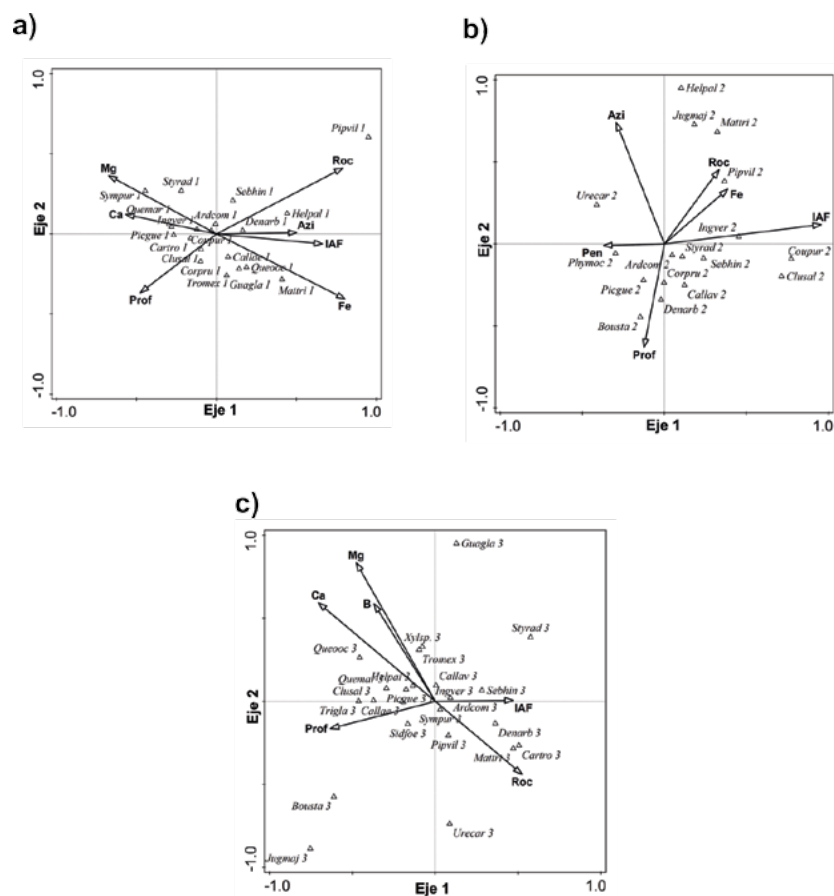 a)
1.0
Pipvil 1
Roc
Mg
Styrad 1
Sympur 1
Sebhin 1
Quemar 1
Helpal 1
Ca
Ingver 1
Ardcom 1
Denarb 1
Azi
Picgue 1
Coupur 1
IAF
Cartro 1
Clusal 1
Callae 1
Corpru 1
Queooc 1
Tromex 1
Guagla 1
Mattri 1
Prof
Fe
Eje 2
-1.0
-1.0
Eje 1
1.0
b)
1.0
Helpal 2
Azi
Jugmaj 2
Mattri 2
Roc
Pipvil 2
Fe
Urecar 2
IAF
Ingver 2
Pen
Styrad 2
Coupur 2
Phymoc 2
Ardcom 2
Sebhin 2
Corpru 2
Clusal 2
Picgue 2
Callav 2
Denarb 2
Bousta 2
Prof
Eje 2
-1.0
-1.0
Eje 1
1.0
c)
1.0
Guagla 3
Mg
Ca
B
Xylsp. 3
Styrad 3
Queooc 3
Tromex 3
Helpal 3
Callav 3
Quemar 3
Clusal 3
Ingver 3
Sebhin 3
Picgue 3
IAF
Trigla 3
Callae 3
Ardcom 3
Prof
Sympur 3
Sidfoe 3
Denarb 3
Pipvil 3
Mattri 3
Cartro 3
Roc
Bousta 3
Urecar 3
Jugmaj 3
Eje 2
-1.0
-1.0
Eje 1
1.0